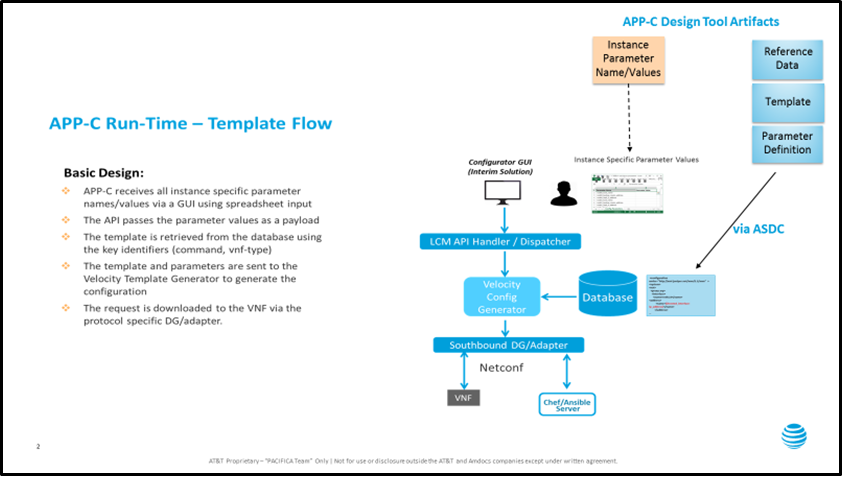 APP-C Design Tool Artifacts
Instance
Parameter
Name/Values
Reference
Data
Template
Parameter
Definition
via ASDC
APP-C Run-Time – Template Flow
Basic Design:
❖ APP-C receives all instance specific parameter
names/values via a GUI using spreadsheet input
❖ The API passes the parameter values as a payload
❖ The template is retrieved from the database using
the key identifiers (command, vnf-type)
❖ The template and parameters are sent to the
Velocity Template Generator to generate the
configuration
❖ The request is downloaded to the VNF via the
protocol specific DG/adapter.
Configurator GUI
(Interim Solution)
Instance Specific Parameter Values
LCM API Handler / Dispatcher
Velocity
Config
Generator
Database
Southbound DG/Adapter
Netconf
VNF
Chef/Ansible
Server
2
AT&T Proprietary – "PACIFICA Team" Only | Not for use or disclosure outside the AT&T and Amdocs companies except under written agreement.